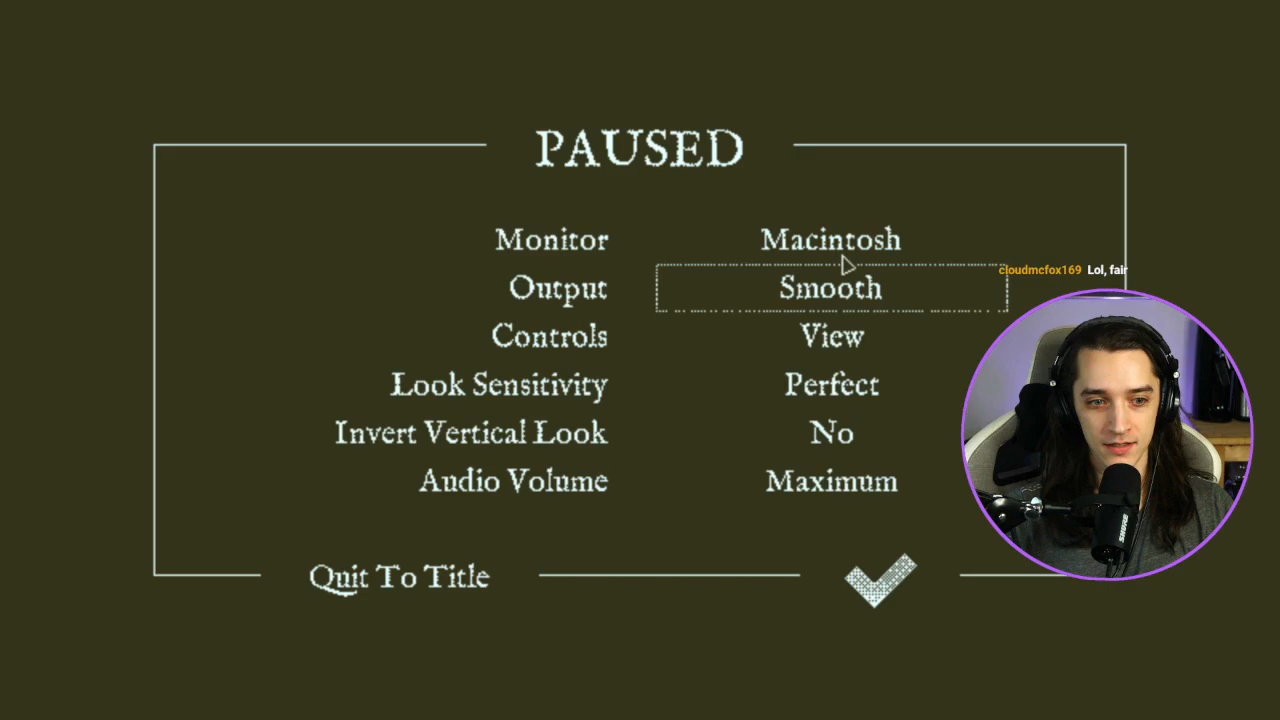 PAUSED
Monitor Macintosh
cloudmcfox169 Lol, fair
Output Smooth
Controls View
Look Sensitivity Perfect
Invert Vertical Look No
Audio Volume Maximum
SHURE
Quit To Title